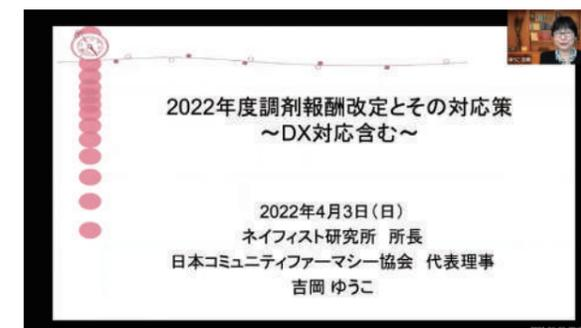 2022年度調剤報酬改定とその対応策
～DX対応含む～
2022年4月3日(日)
ネイフィスト研究所 所長
日本コミュニティファーマシー協会 代表理事
吉岡 ゆうこ